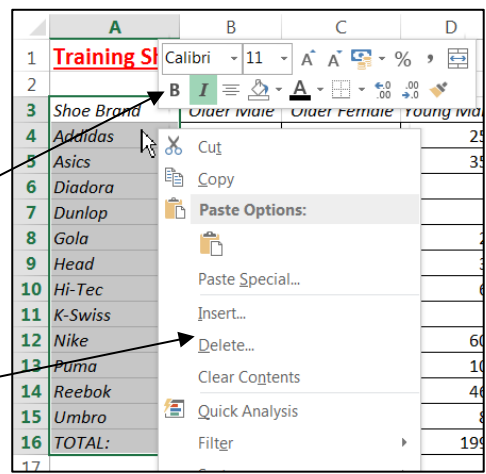 A B C D
1 Training Sh Calibri 11 A A %
2 B I A .00
3 Shoe Brand Older Male Older Female Young Mal
4 Addidas Cut 25
5 Asics Copy 35
6 Diadora
7 Dunlop Paste Options:
8 Gola 2
9 Head 3
10 Hi-Tec Paste Special... 6
11 K-Swiss Insert...
12 Nike Delete... 60
13 Puma Clear Contents 10
14 Reebok 46
15 Umbro Quick Analysis 8
16 TOTAL: Filter 199
17